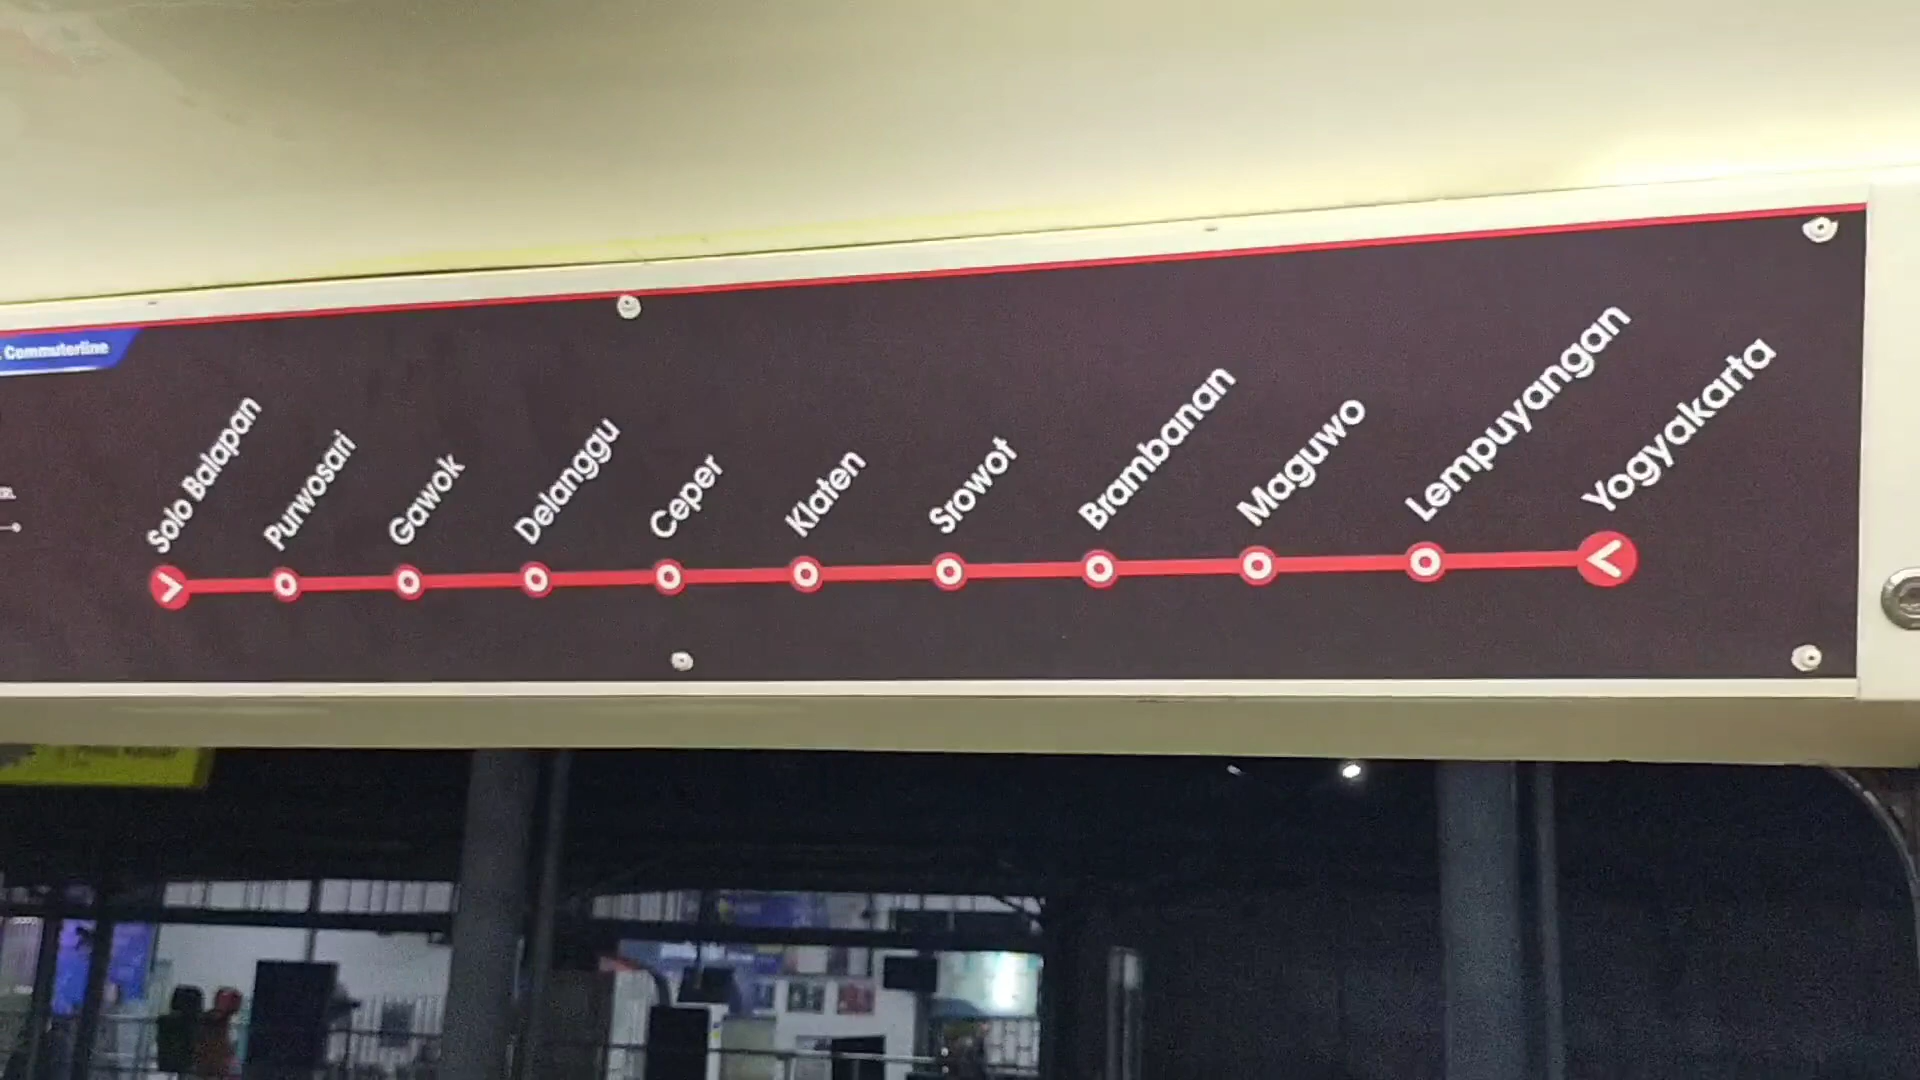 Commuterline
Solo Balapan
Purwosari
Gawok
Delanggu
Ceper
Klaten
Srowot
Brambanan
Maguwo
Lempuyangan
Yogyakarta